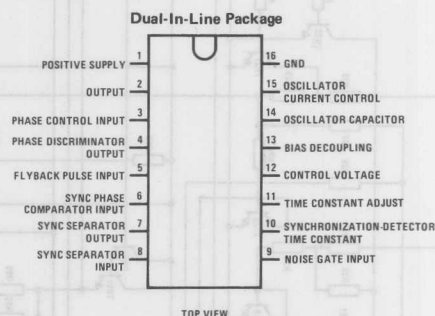 Dual-In-Line Package
1
POSITIVE SUPPLY
2
OUTPUT
3
PHASE CONTROL INPUT
4
PHASE DISCRIMINATOR
OUTPUT
5
FLYBACK PULSE INPUT
6
SYNC PHASE
COMPARATOR INPUT
7
SYNC SEPARATOR
OUTPUT
8
SYNC SEPARATOR
INPUT
16
GND
15
OSCILLATOR
CURRENT CONTROL
14
OSCILLATOR CAPACITOR
13
BIAS DECOUPLING
12
CONTROL VOLTAGE
11
TIME CONSTANT ADJUST
10
SYNCHRONIZATION-DETECTOR
TIME CONSTANT
9
NOISE GATE INPUT
TOP VIEW